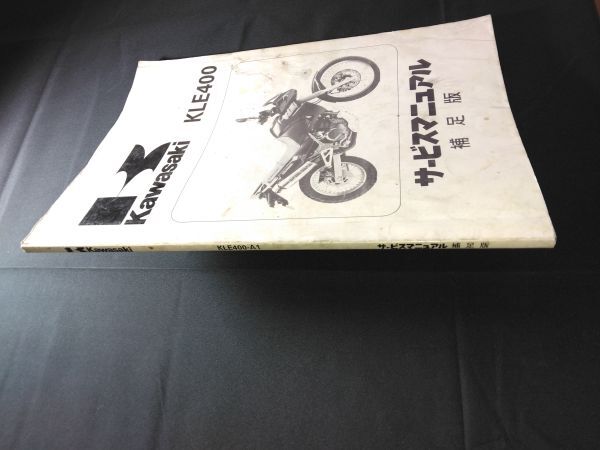 Kawasaki
KLE400
サービスマニュアル
補足版
Kawasaki
KLE400-A1
サービスマニュアル 補足版